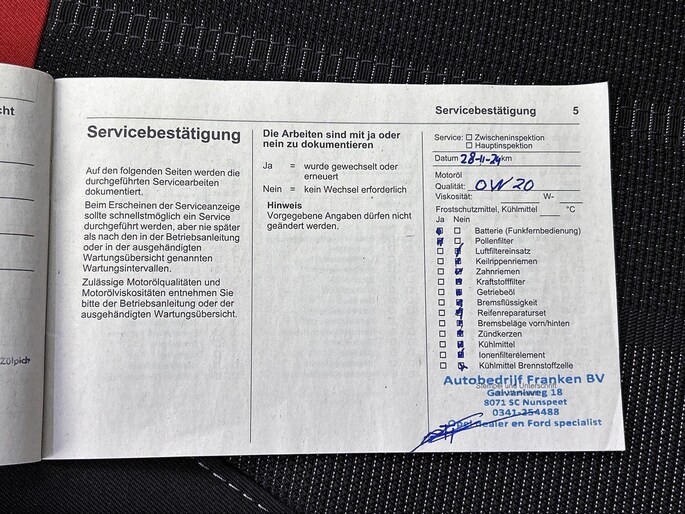 cht
Zülpich
Servicebestätigung
Auf den folgenden Seiten werden die
durchgeführten Servicearbeiten
dokumentiert.
Beim Erscheinen der Serviceanzeige
sollte schnellstmöglich ein Service
durchgeführt werden, aber nie später
als nach den in der Betriebsanleitung
oder in der ausgehändigten
Wartungsübersicht genannten
Wartungsintervallen.
Zulässige Motorölqualitäten und
Motorölviskositäten entnehmen Sie
bitte der Betriebsanleitung oder der
ausgehändigten Wartungsübersicht.
Die Arbeiten sind mit ja oder
nein zu dokumentieren
Ja = wurde gewechselt oder
erneuert
Nein = kein Wechsel erforderlich
Hinweis
Vorgegebene Angaben dürfen nicht
geändert werden.
Servicebestätigung 5
Service: Zwischeninspektion
Hauptinspektion
Datum 28-11-24 km
Motoröl
Qualität: 0W20
Viskosität: W-
Frostschutzmittel, Kühlmittel °C
Ja Nein
Batterie (Funkfernbedienung)
Pollenfilter
Luftfiltereinsatz
Keilrippenriemen
Zahnriemen
Kraftstofffilter
Getriebeöl
Bremsflüssigkeit
Reifenreparaturset
Bremsbeläge vorn/hinten
Zündkerzen
Kühlmittel
Ionenfilterelement
Kühlmittel Brennstoffzelle
Autobedrijf Franken BV
Stempel und Unterschrift
Galvaniweg 18
8071 SC Nunspeet
0341-254488
Opel dealer en Ford specialist